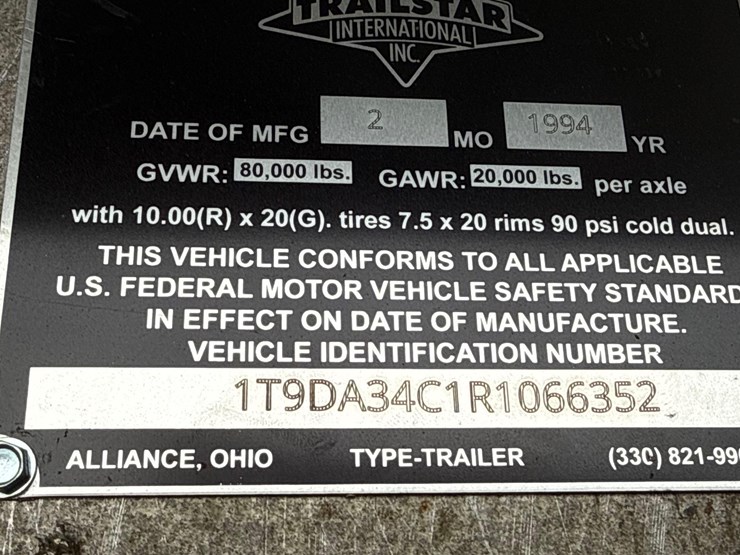 TRAILSTAR
INTERNATIONAL
INC.
DATE OF MFG 2 MO 1994 YR
GVWR: 80,000 lbs. GAWR: 20,000 lbs. per axle
with 10.00(R) x 20(G). tires 7.5 x 20 rims 90 psi cold dual.
THIS VEHICLE CONFORMS TO ALL APPLICABLE
U.S. FEDERAL MOTOR VEHICLE SAFETY STANDARD
IN EFFECT ON DATE OF MANUFACTURE.
VEHICLE IDENTIFICATION NUMBER
1T9DA34C1R1066352
ALLIANCE, OHIO TYPE-TRAILER (330) 821-99